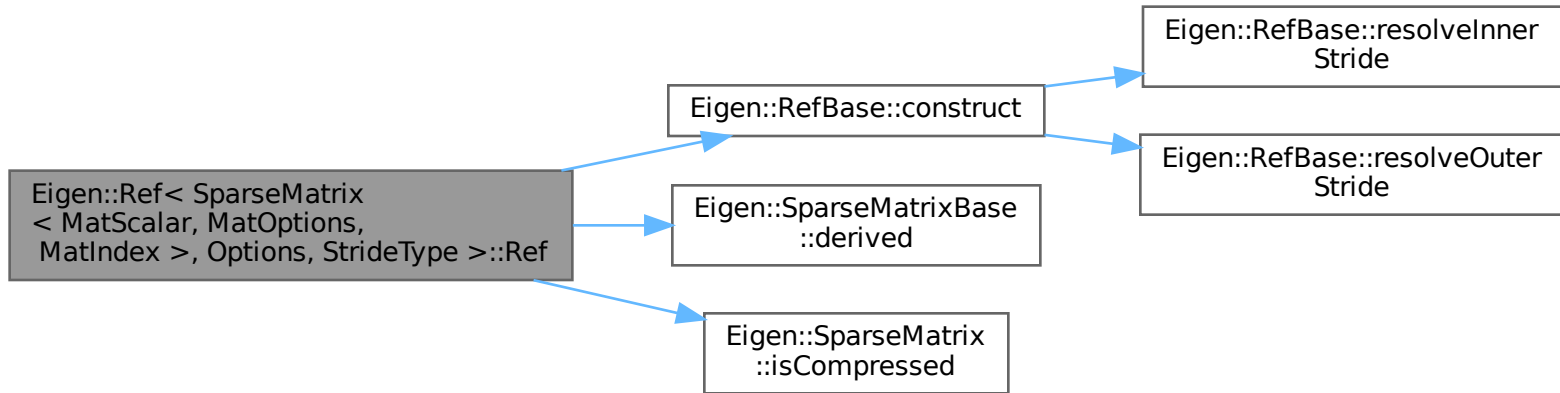 Eigen::Ref< SparseMatrix
< MatScalar, MatOptions,
MatIndex >, Options, StrideType >::Ref
Eigen::RefBase::construct
Eigen::RefBase::resolveInner
Stride
Eigen::RefBase::resolveOuter
Stride
Eigen::SparseMatrixBase
::derived
Eigen::SparseMatrix
::isCompressed